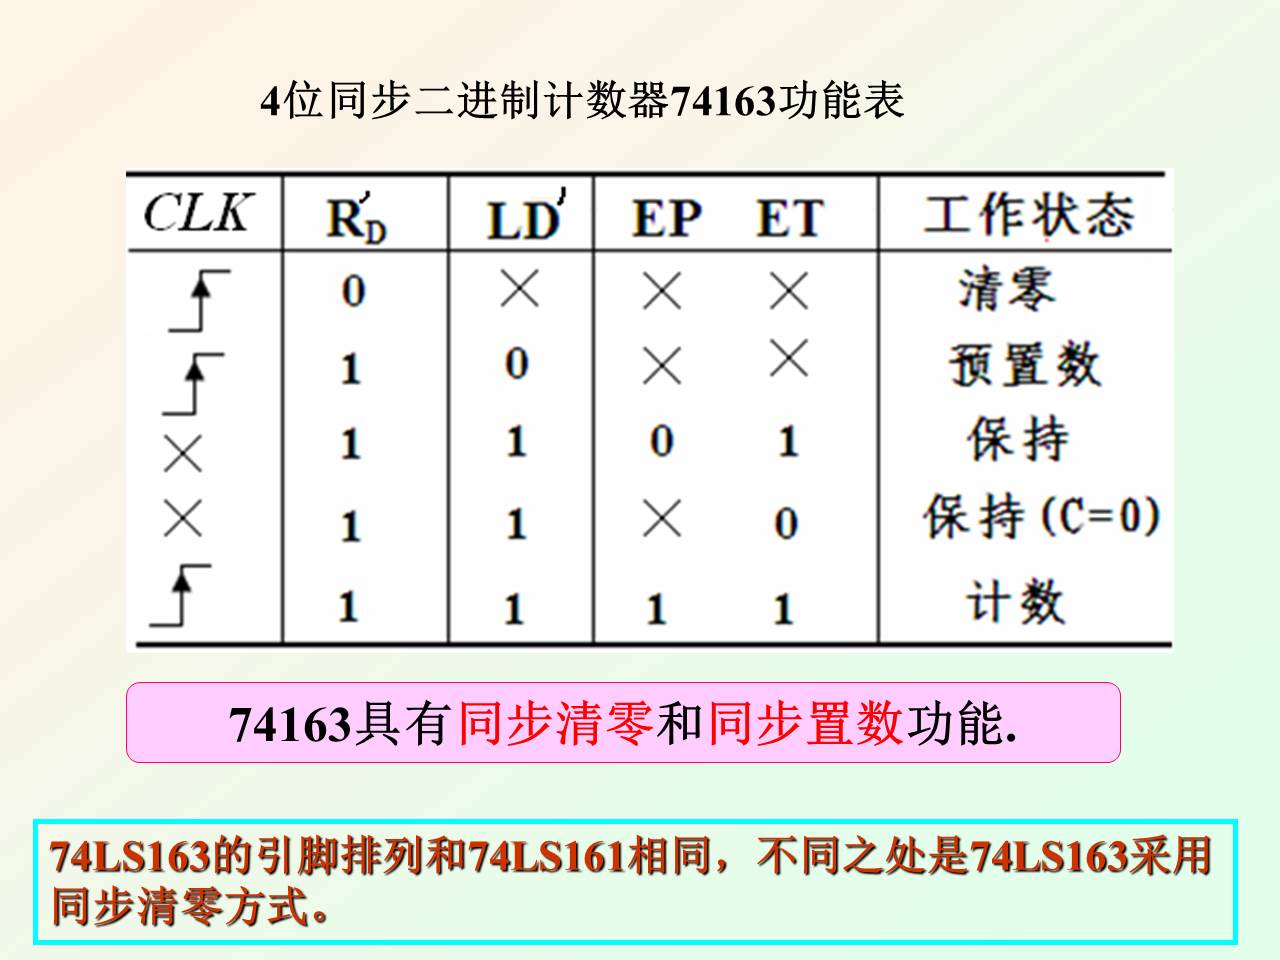 4位同步二进制计数器74163功能表
CLK R'D LD' EP ET 工作状态
0 × × × 清零
1 0 × × 预置数
× 1 1 0 1 保持
× 1 1 × 0 保持(C=0)
1 1 1 1 计数
74163具有同步清零和同步置数功能.
74LS163的引脚排列和74LS161相同，不同之处是74LS163采用
同步清零方式。